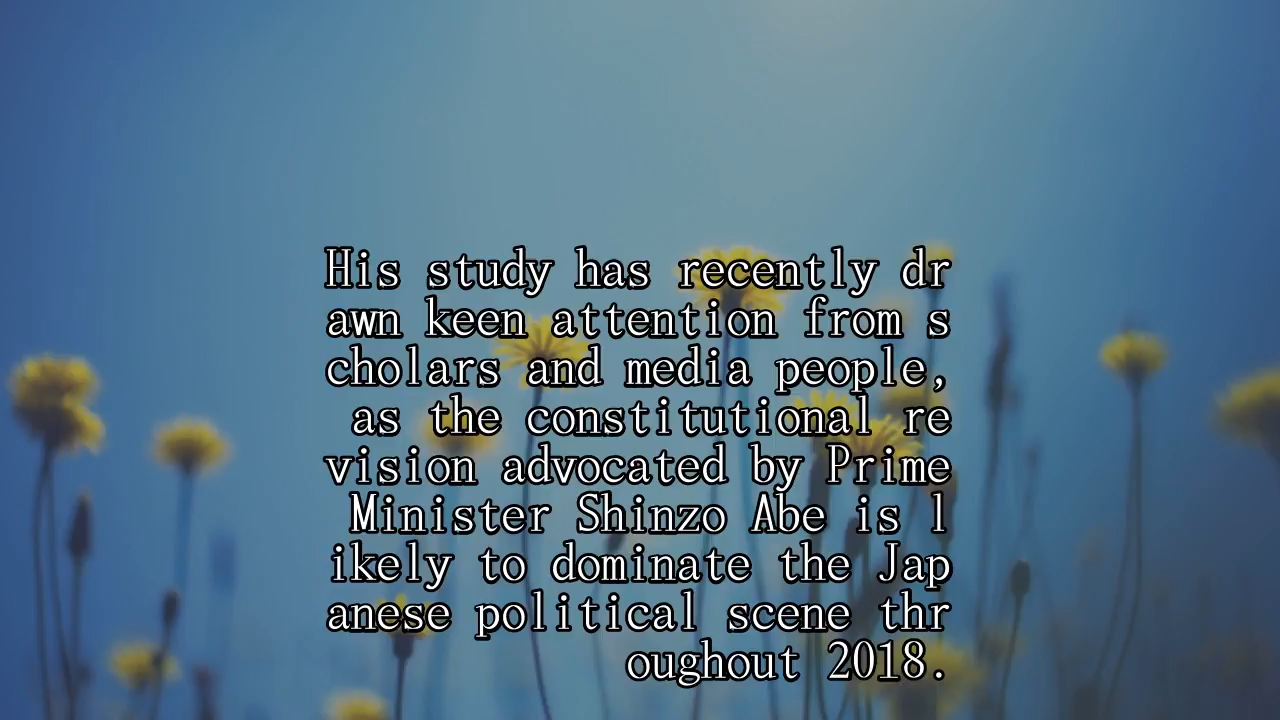 His study has recently dr
awn keen attention from s
cholars and media people,
as the constitutional re
vision advocated by Prime
Minister Shinzo Abe is l
ikely to dominate the Jap
anese political scene thr
oughout 2018.